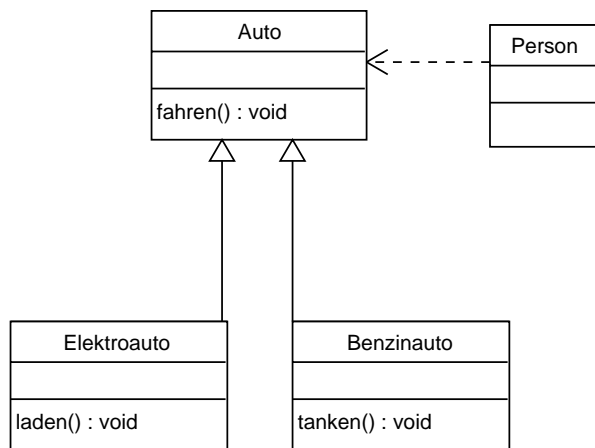 Auto
fahren() : void
Person
Elektroauto
laden() : void
Benzinauto
tanken() : void